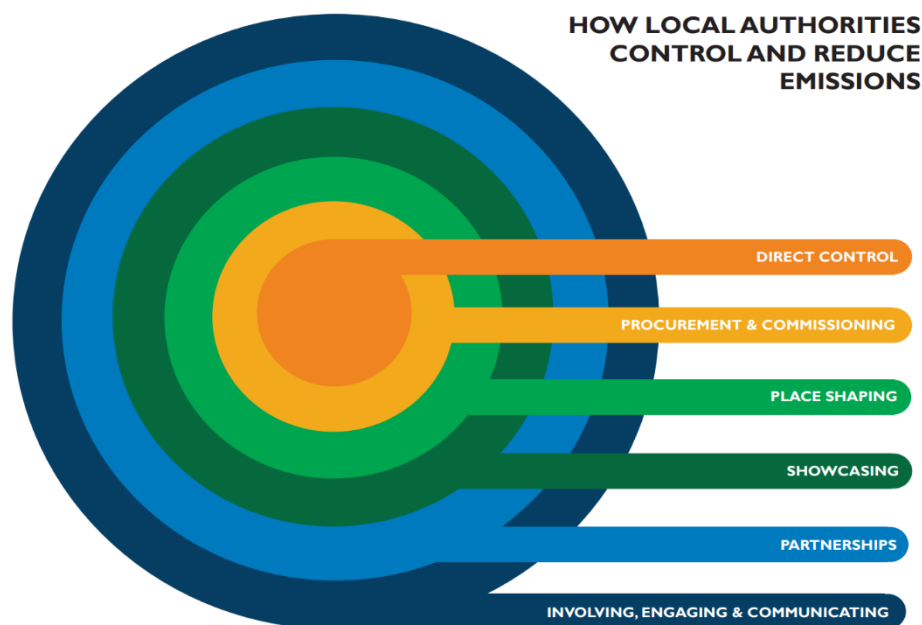 HOW LOCAL AUTHORITIES
CONTROL AND REDUCE
EMISSIONS
DIRECT CONTROL
PROCUREMENT & COMMISSIONING
PLACE SHAPING
SHOWCASING
PARTNERSHIPS
INVOLVING, ENGAGING & COMMUNICATING